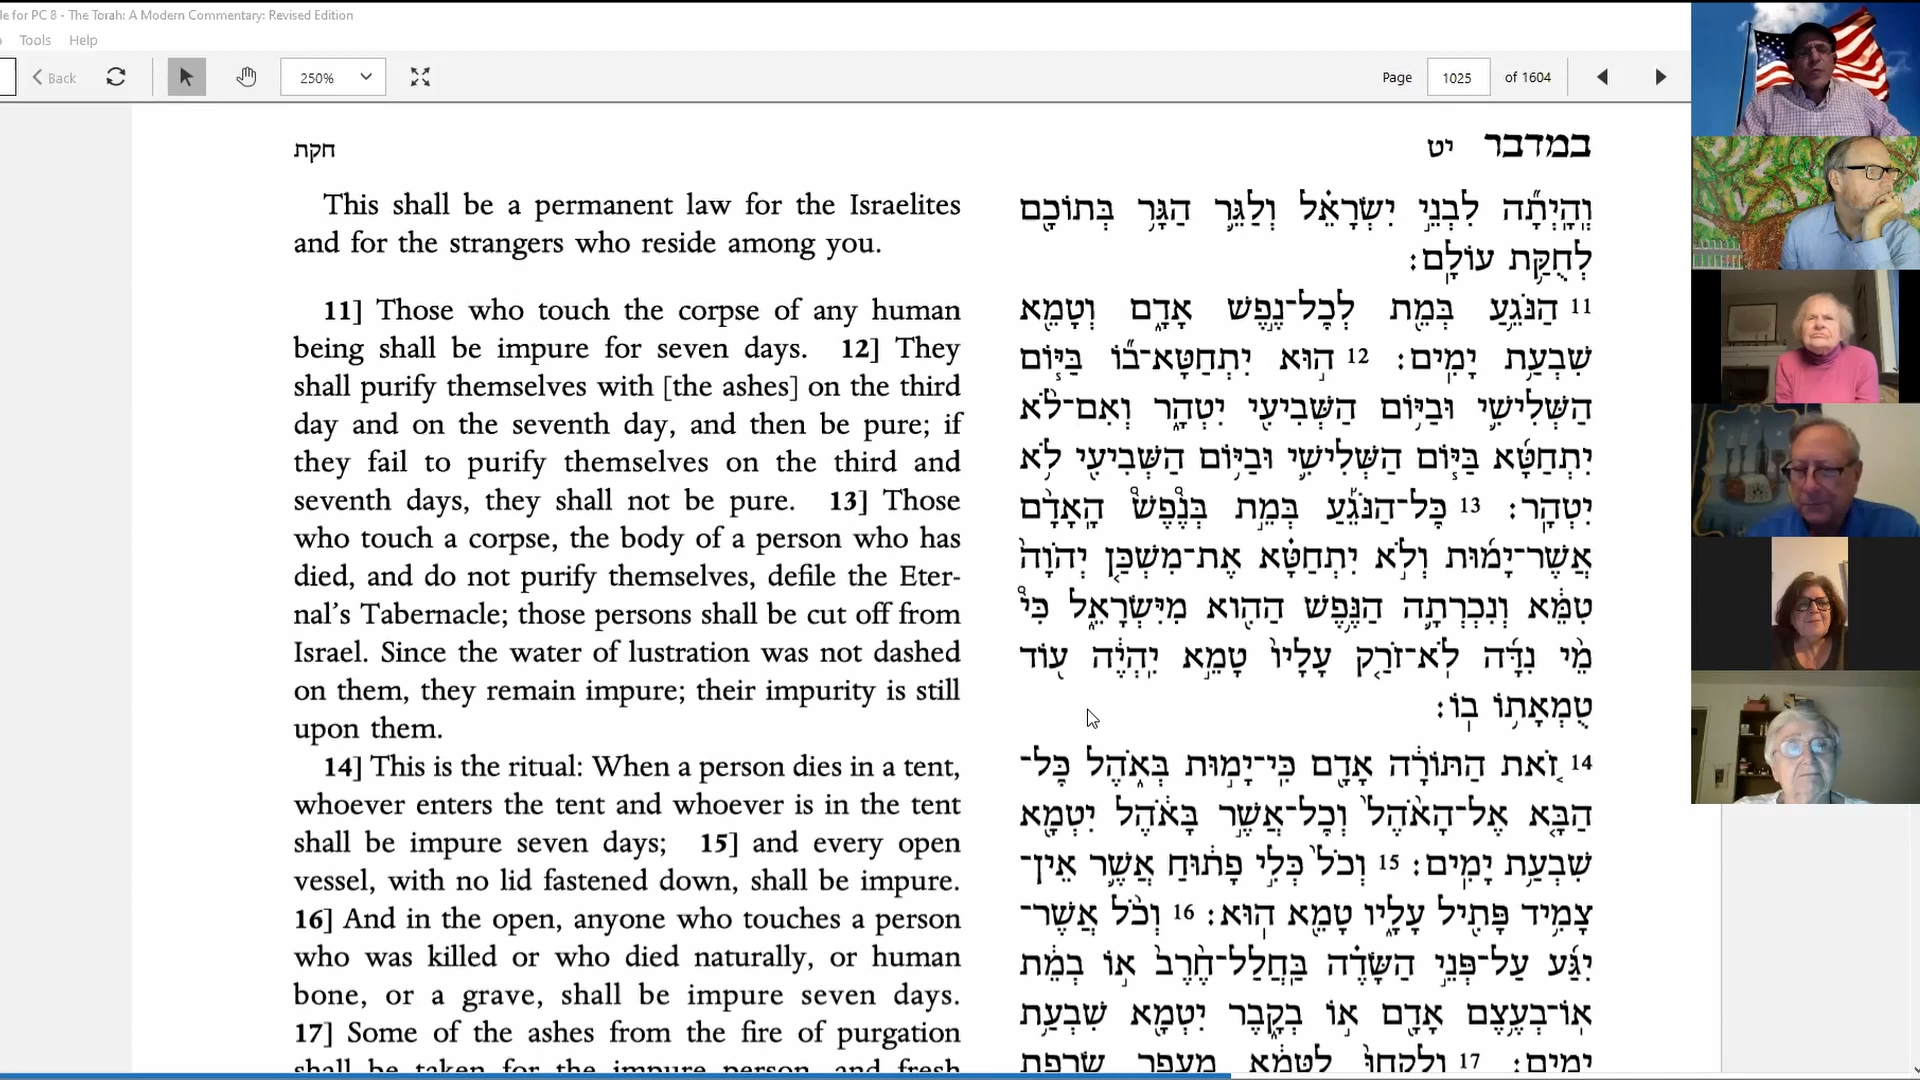 le for PC 8 - The Torah: A Modern Commentary: Revised Edition
Tools Help
Back 250% Page 1025 of 1604
חקת
This shall be a permanent law for the Israelites
and for the strangers who reside among you.
11] Those who touch the corpse of any human
being shall be impure for seven days. 12] They
shall purify themselves with [the ashes] on the third
day and on the seventh day, and then be pure; if
they fail to purify themselves on the third and
seventh days, they shall not be pure. 13] Those
who touch a corpse, the body of a person who has
died, and do not purify themselves, defile the Eter-
nal’s Tabernacle; those persons shall be cut off from
Israel. Since the water of lustration was not dashed
on them, they remain impure; their impurity is still
upon them.
14] This is the ritual: When a person dies in a tent,
whoever enters the tent and whoever is in the tent
shall be impure seven days; 15] and every open
vessel, with no lid fastened down, shall be impure.
16] And in the open, anyone who touches a person
who was killed or who died naturally, or human
bone, or a grave, shall be impure seven days.
17] Some of the ashes from the fire of purgation
shall be taken for the impure person, and fresh
במדבר יט
וְֽהָיְתָ֞ה לִבְנֵ֣י יִשְׂרָאֵ֗ל וְלַגֵּ֛ר הַגָּ֥ר בְּתוֹכָ֖ם
לְחֻקַּ֥ת עוֹלָֽם׃
11 הַנֹּגֵ֥עַ בְּמֵ֖ת לְכׇל־נֶ֣פֶשׁ אָדָ֑ם וְטָמֵ֖א
שִׁבְעַ֥ת יָמִֽים׃ 12 ה֣וּא יִתְחַטָּא־ב֞וֹ בַּיּ֧וֹם
הַשְּׁלִישִׁ֛י וּבַיּ֥וֹם הַשְּׁבִיעִ֖י יִטְהָ֑ר וְאִם־לֹ֨א
יִתְחַטָּ֜א בַּיּ֧וֹם הַשְּׁלִישִׁ֛י וּבַיּ֥וֹם הַשְּׁבִיעִ֖י לֹ֥א
יִטְהָֽר׃ 13 כׇּֽל־הַנֹּגֵ֡עַ בְּמֵ֣ת בְּנֶ֩פֶשׁ֩ הָאָדָ֨ם
אֲשֶׁר־יָמ֜וּת וְלֹ֣א יִתְחַטָּ֗א אֶת־מִשְׁכַּ֤ן יְהֹוָה֙
טִמֵּ֔א וְנִכְרְתָ֛ה הַנֶּ֥פֶשׁ הַהִ֖וא מִיִּשְׂרָאֵ֑ל כִּי֩
מֵ֨י נִדָּ֜ה לֹא־זֹרַ֤ק עָלָיו֙ טָמֵ֣א יִהְיֶ֔ה ע֖וֹד
טֻמְאָת֥וֹ בֽוֹ׃
14 זֹ֚את הַתּוֹרָ֔ה אָדָ֖ם כִּֽי־יָמ֣וּת בְּאֹ֑הֶל כׇּל־
הַבָּ֤א אֶל־הָאֹ֙הֶל֙ וְכׇל־אֲשֶׁ֣ר בָּאֹ֔הֶל יִטְמָ֖א
שִׁבְעַ֥ת יָמִֽים׃ 15 וְכֹל֙ כְּלִ֣י פָת֔וּחַ אֲשֶׁ֛ר אֵין־
צָמִ֥יד פָּתִ֖יל עָלָ֑יו טָמֵ֖א הֽוּא׃ 16 וְכֹ֨ל אֲשֶׁר־
יִגַּ֜ע עַל־פְּנֵ֣י הַשָּׂדֶ֗ה בַּֽחֲלַל־חֶ֙רֶב֙ א֣וֹ בְמֵ֔ת
אֽוֹ־בְעֶ֥צֶם אָדָ֖ם א֣וֹ בְקָ֑בֶר יִטְמָ֖א שִׁבְעַ֥ת
יָמִֽים׃ 17 וְלָֽקְחוּ֙ לַטָּמֵ֔א מֵעֲפַ֖ר שְׂרֵפַ֣ת